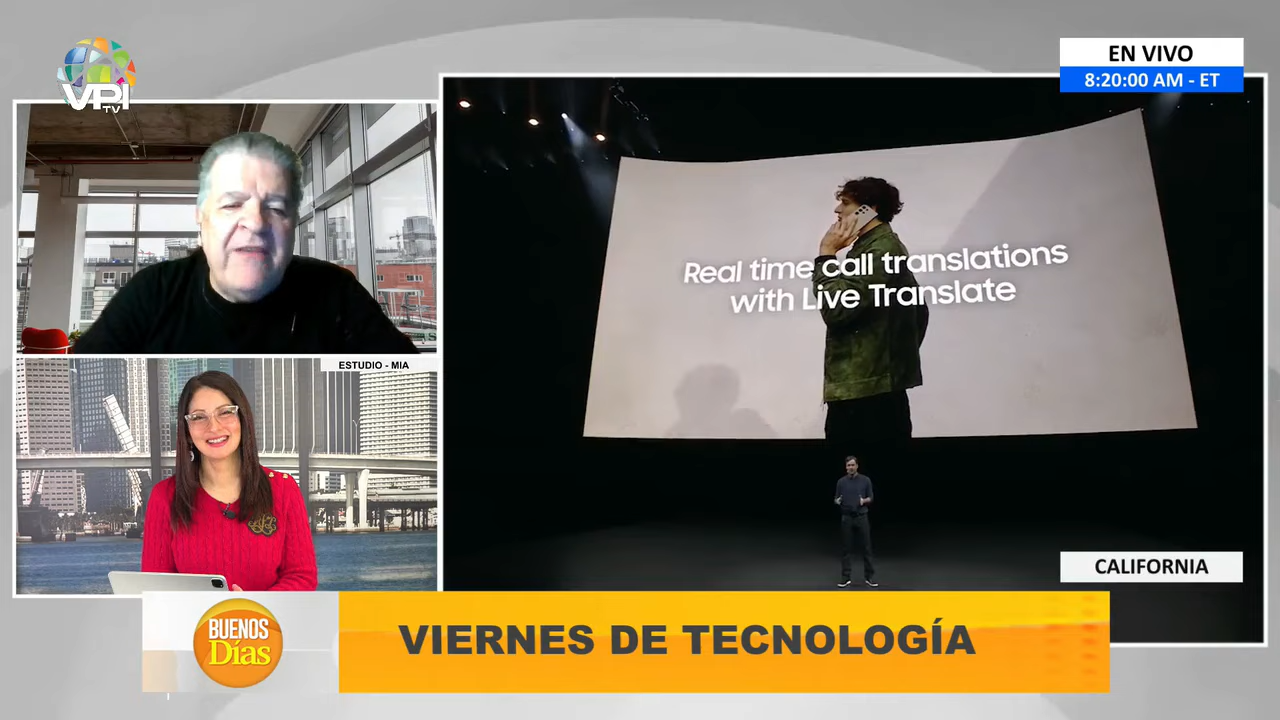 VPI
TV
EN VIVO
8:20:00 AM - ET
Real time call translations
with Live Translate
ESTUDIO - MIA
CALIFORNIA
BUENOS
Días
VIERNES DE TECNOLOGÍA